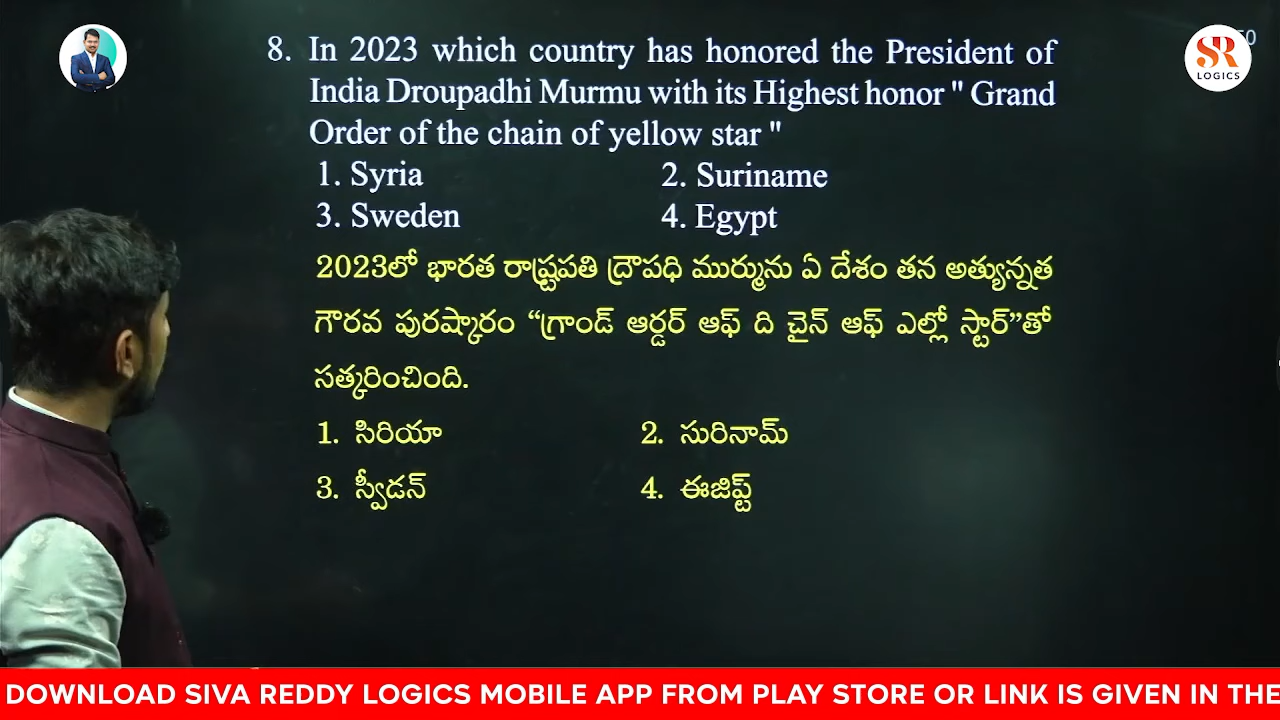 SR
LOGICS
8. In 2023 which country has honored the President of
India Droupadhi Murmu with its Highest honor " Grand
Order of the chain of yellow star "
1. Syria 2. Suriname
3. Sweden 4. Egypt
2023లో భారత రాష్ట్రపతి ద్రౌపధి ముర్మును ఏ దేశం తన అత్యున్నత
గౌరవ పురష్కారం “గ్రాండ్ ఆర్డర్ ఆఫ్ ది చైన్ ఆఫ్ ఎల్లో స్టార్”తో
సత్కరించింది.
1. సిరియా 2. సురినామ్
3. స్వీడన్ 4. ఈజిప్ట్
DOWNLOAD SIVA REDDY LOGICS MOBILE APP FROM PLAY STORE OR LINK IS GIVEN IN THE